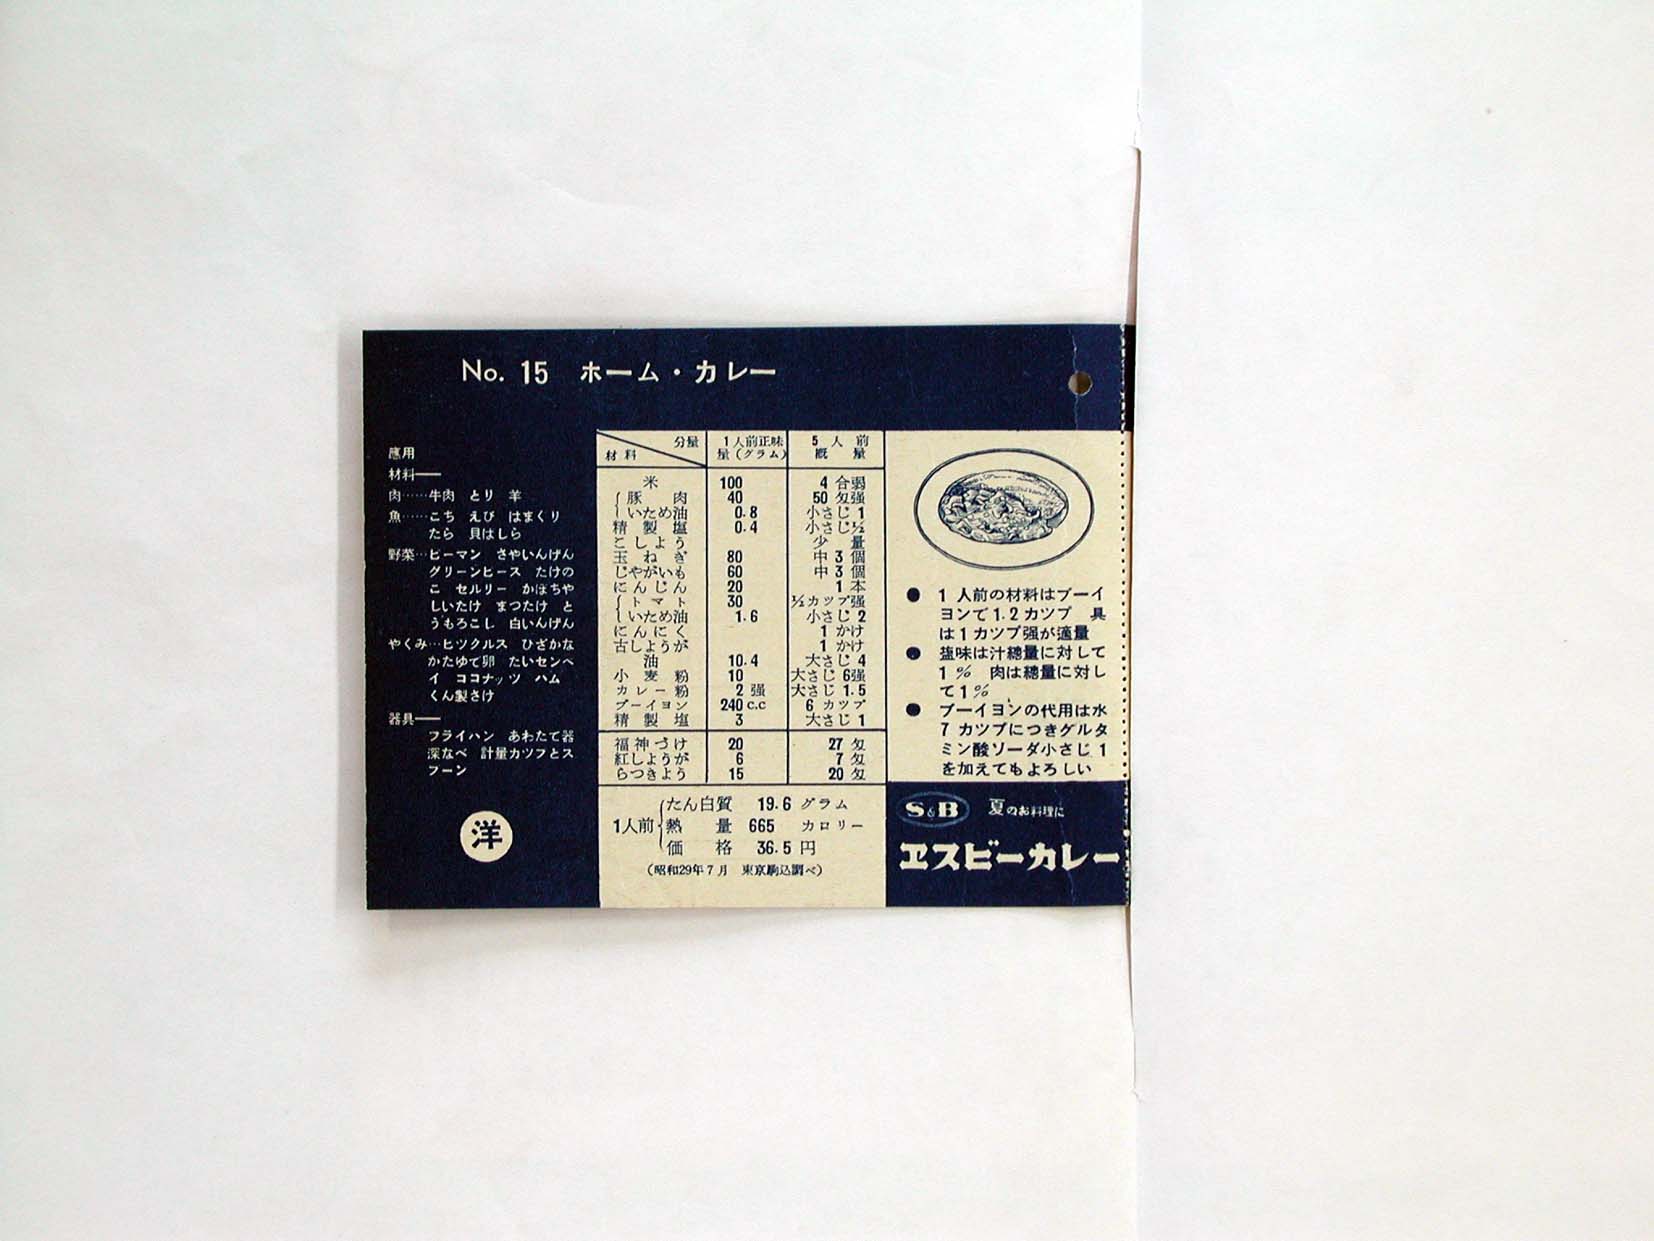 No. 15 ホーム・カレー
應用
材料──
肉……牛肉 とり 羊
魚……こち えび はまくり
たら 貝はしら
野菜…ピーマン さやいんげん
グリーンピース たけの
こ セルリー かぼちや
しいたけ まつたけ と
うもろこし 白いんげん
やくみ…ピツクルス ひざかな
かたゆで卵 たいセンベ
イ ココナッツ ハム
くん製さけ
器具──
フライパン あわたて器
深なべ 計量カツプとス
プーン
洋
材料 分量 1人前正味量(グラム) 5人前概量
米 100 4合弱
豚肉 40 50匁强
いため油 0.8 小さじ1
精製塩 0.4 小さじ½
こしよう 少量
玉ねぎ 80 中3個
じやがいも 60 中3個
にんじん 20 1本
トマト 30 ½カップ强
いため油 1.6 小さじ2
にんにく 1かけ
古しようが 1かけ
油 10.4 大さじ4
小麦粉 10 大さじ6强
カレー粉 2强 大さじ1.5
ブーイヨン 240c.c 6カツプ
精製塩 3 大さじ1
福神づけ 20 27匁
紅しようが 6 7匁
らつきよう 15 20匁
1人前
たん白質 19.6 グラム
熱量 665 カロリー
価格 36.5 円
(昭和29年7月 東京駒込調べ)
● 1人前の材料はブーイ
ヨンで1.2カツプ 具
は1カツプ强が適量
● 塩味は汁總量に対して
1% 肉は總量に対し
て1%
● ブーイヨンの代用は水
7カツプにつきグルタ
ミン酸ソーダ小さじ1
を加えてもよろしい
S&B 夏のお料理に
ヱスビーカレー